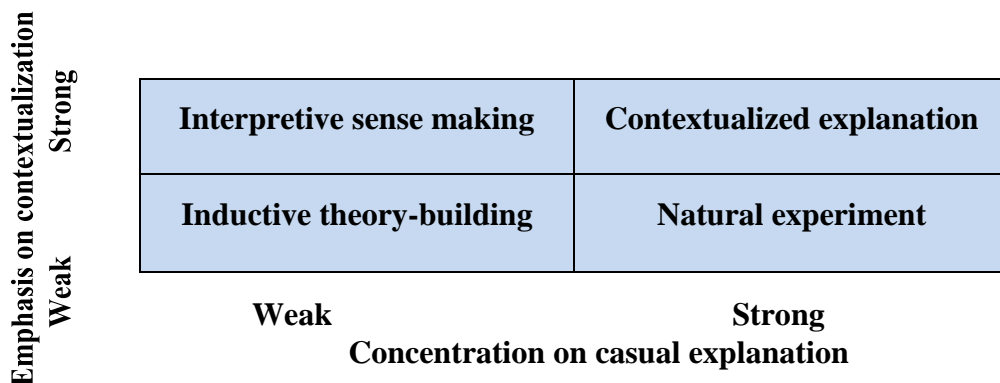 Emphasis on contextualization
Strong
Weak
Interpretive sense making
Contextualized explanation
Inductive theory-building
Natural experiment
Weak
Strong
Concentration on casual explanation